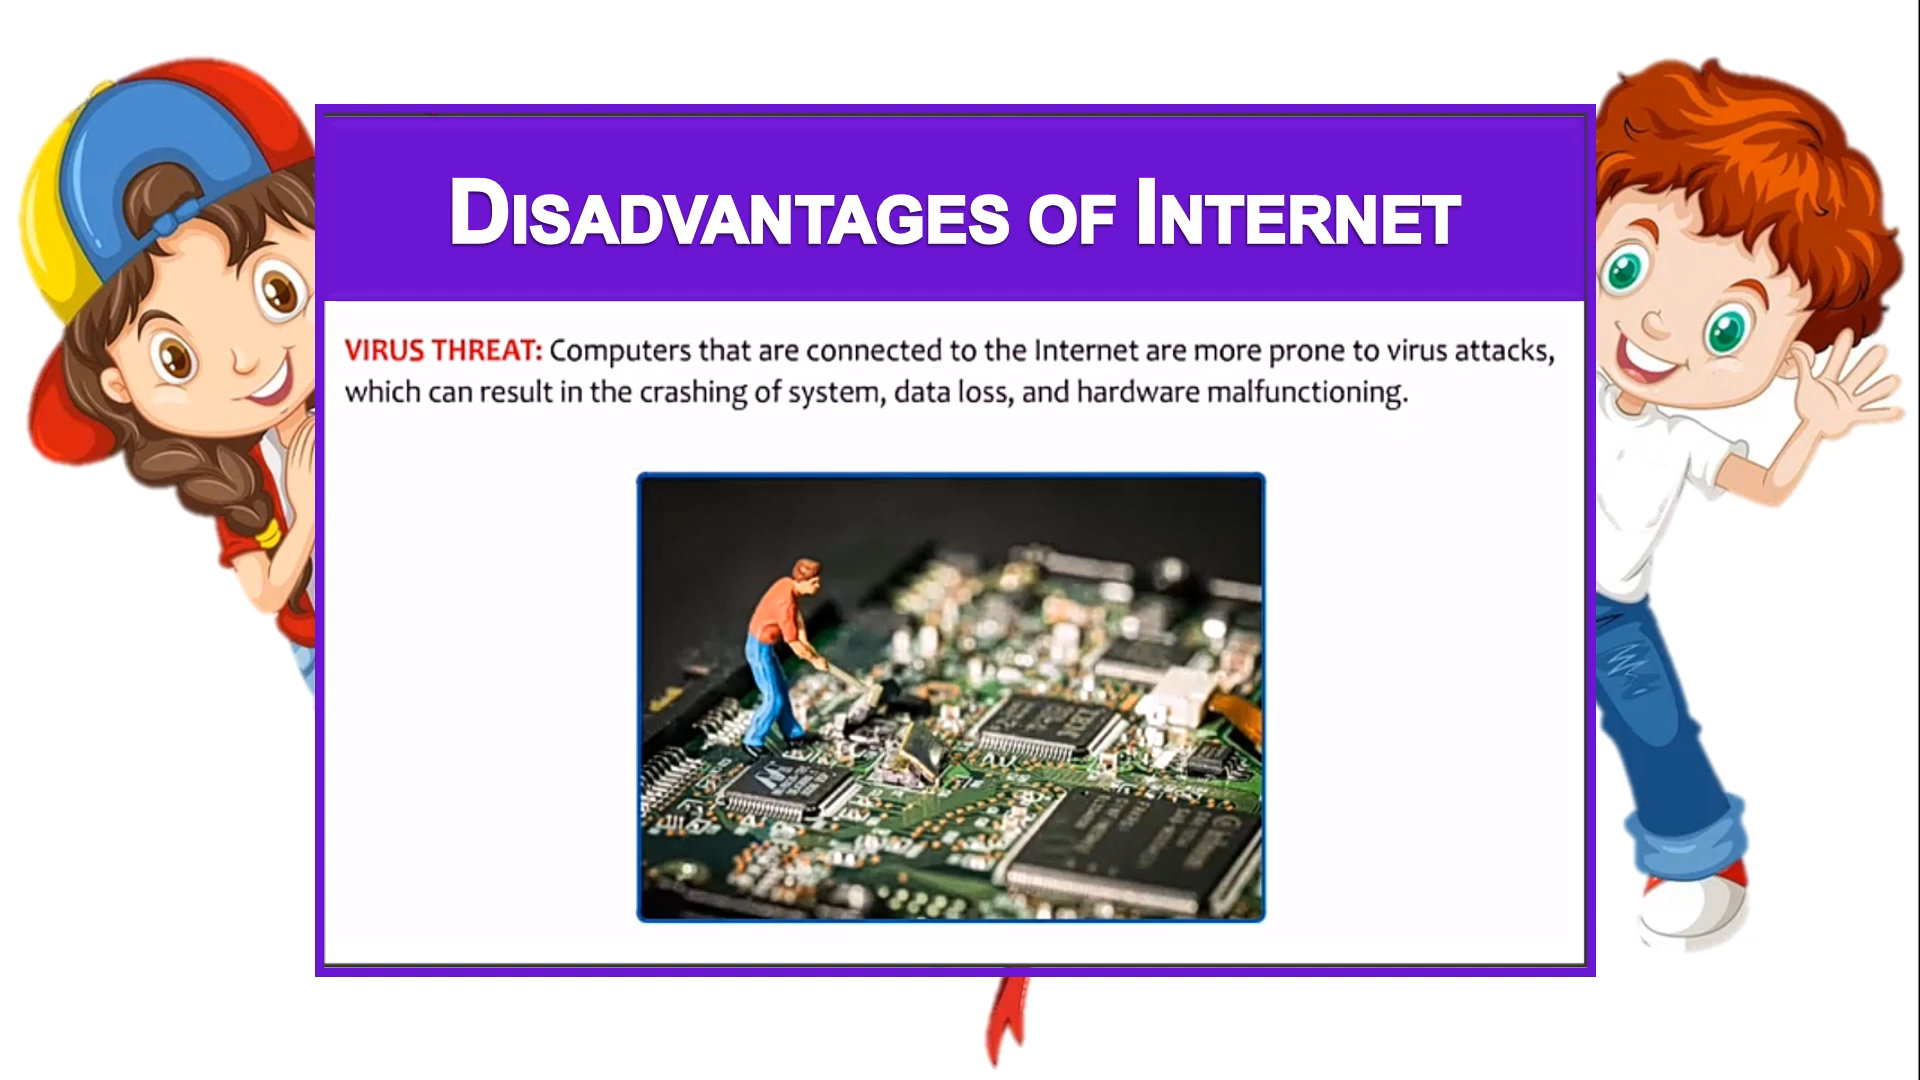 DISADVANTAGES OF INTERNET
VIRUS THREAT: Computers that are connected to the Internet are more prone to virus attacks,
which can result in the crashing of system, data loss, and hardware malfunctioning.